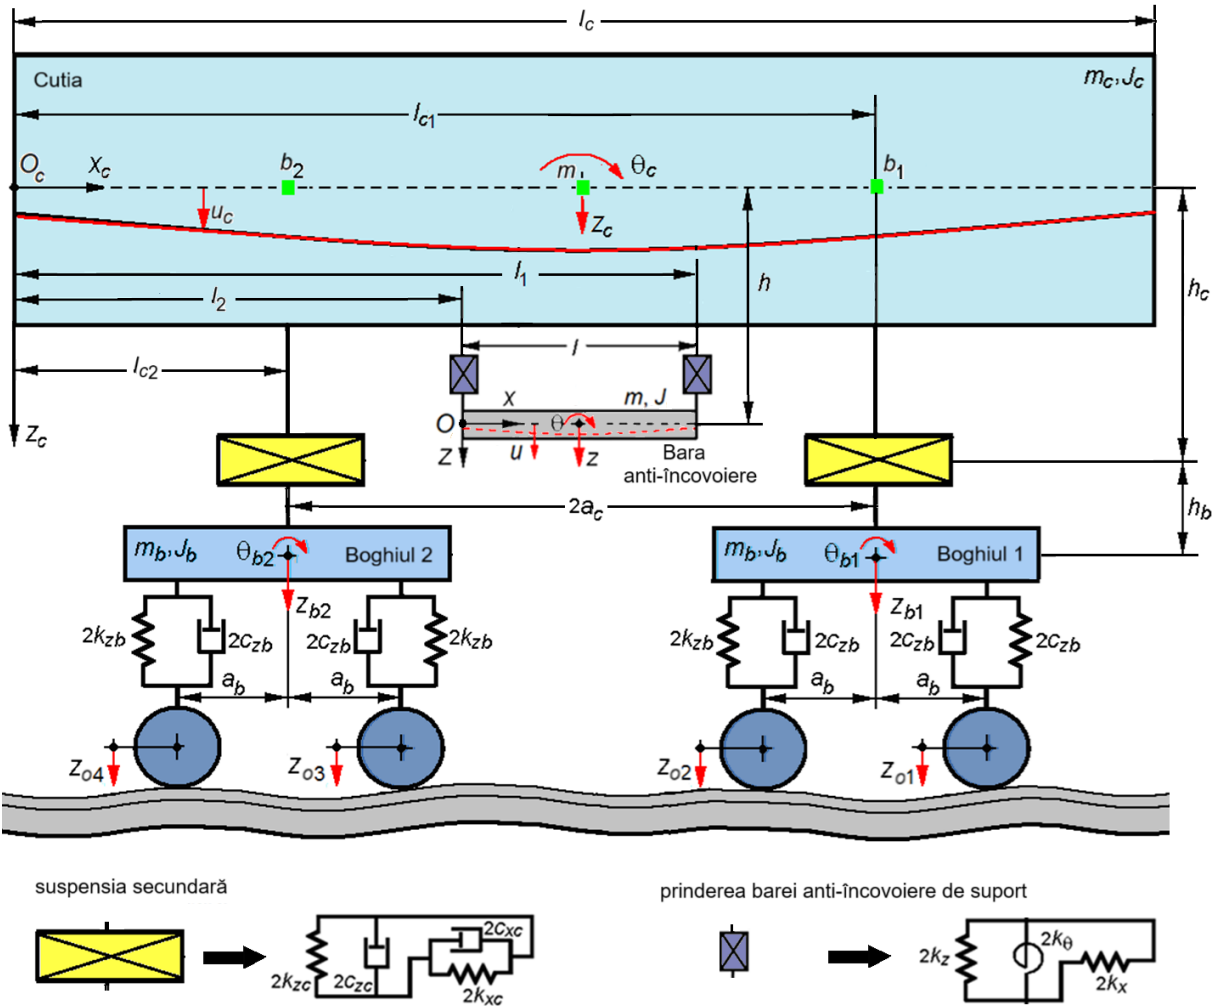 l_c
Cutia
m_c, J_c
l_c1
O_c
x_c
b_2
m
θ_c
b_1
u_c
z_c
l_1
h
h_c
l_2
l
l_c2
x
m, J
O
θ
z_c
z
u
z
Bara
anti-încovoiere
2a_c
h_b
m_b, J_b
θ_b2
Boghiul 2
m_b, J_b
θ_b1
Boghiul 1
z_b2
z_b1
2k_zb
2c_zb
2c_zb
2k_zb
2k_zb
2c_zb
2c_zb
2c_zb
a_b
a_b
a_b
a_b
z_o4
z_o3
z_o2
z_o1
suspensia secundară
prinderea barei anti-încovoiere de suport
2k_zc
2c_zc
2c_xc
2k_xc
2k_z
2k_θ
2k_x